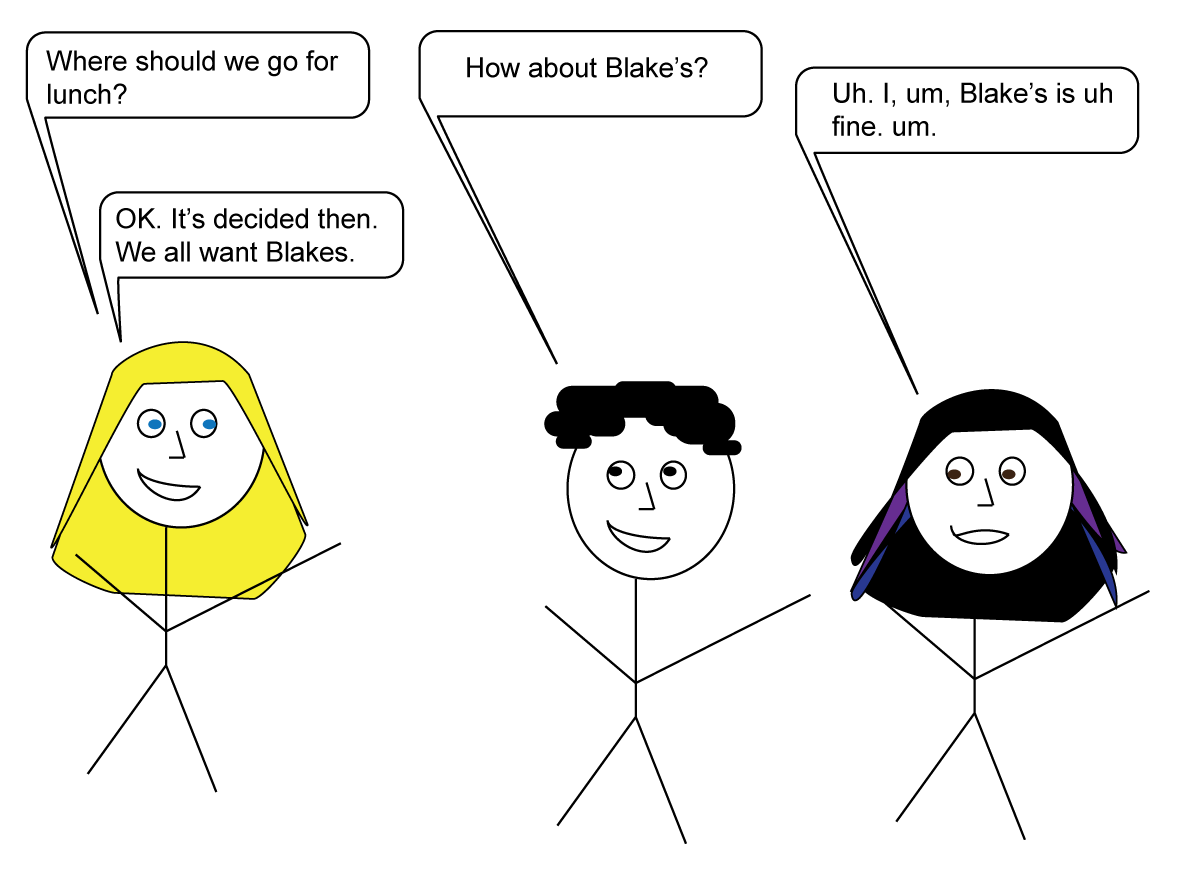 Where should we go for
lunch?
How about Blake’s?
Uh. I, um, Blake’s is uh
fine. um.
OK. It’s decided then.
We all want Blakes.